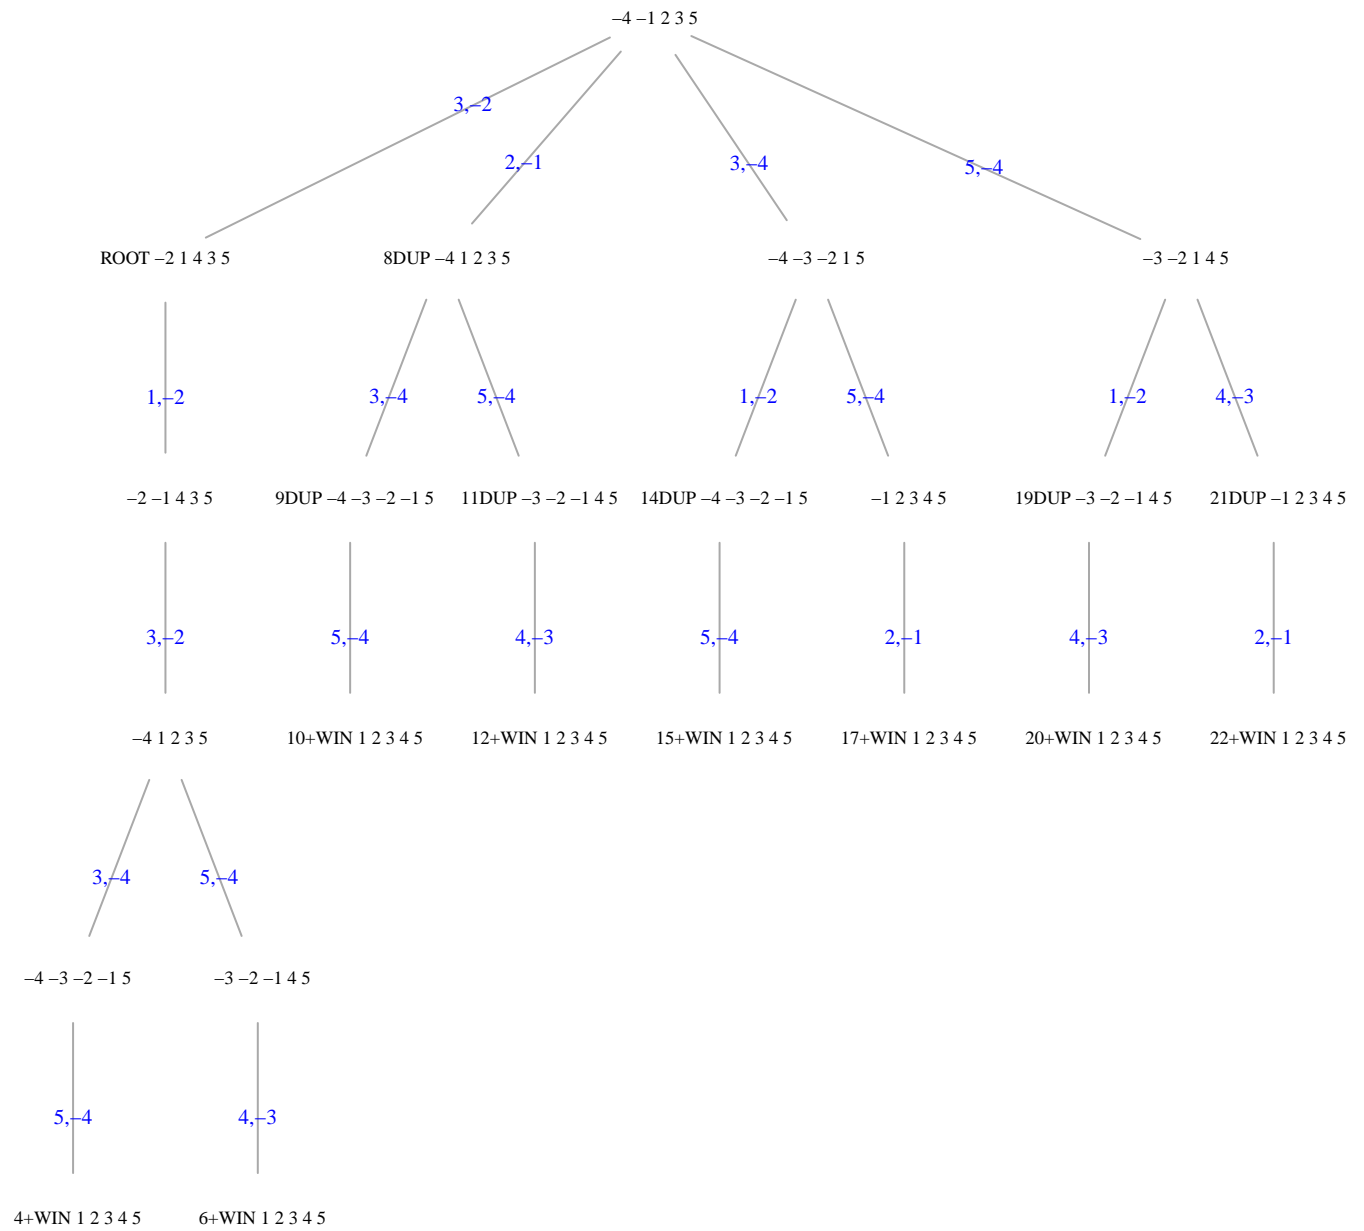 –4 –1 2 3 5
3,–2
2,–1
3,–4
5,–4
ROOT –2 1 4 3 5
8DUP –4 1 2 3 5
–4 –3 –2 1 5
–3 –2 1 4 5
1,–2
3,–4
5,–4
1,–2
5,–4
1,–2
4,–3
–2 –1 4 3 5
9DUP –4 –3 –2 –1 5
11DUP –3 –2 –1 4 5
14DUP –4 –3 –2 –1 5
–1 2 3 4 5
19DUP –3 –2 –1 4 5
21DUP –1 2 3 4 5
3,–2
5,–4
4,–3
5,–4
2,–1
4,–3
2,–1
–4 1 2 3 5
10+WIN 1 2 3 4 5
12+WIN 1 2 3 4 5
15+WIN 1 2 3 4 5
17+WIN 1 2 3 4 5
20+WIN 1 2 3 4 5
22+WIN 1 2 3 4 5
3,–4
5,–4
–4 –3 –2 –1 5
–3 –2 –1 4 5
5,–4
4,–3
4+WIN 1 2 3 4 5
6+WIN 1 2 3 4 5